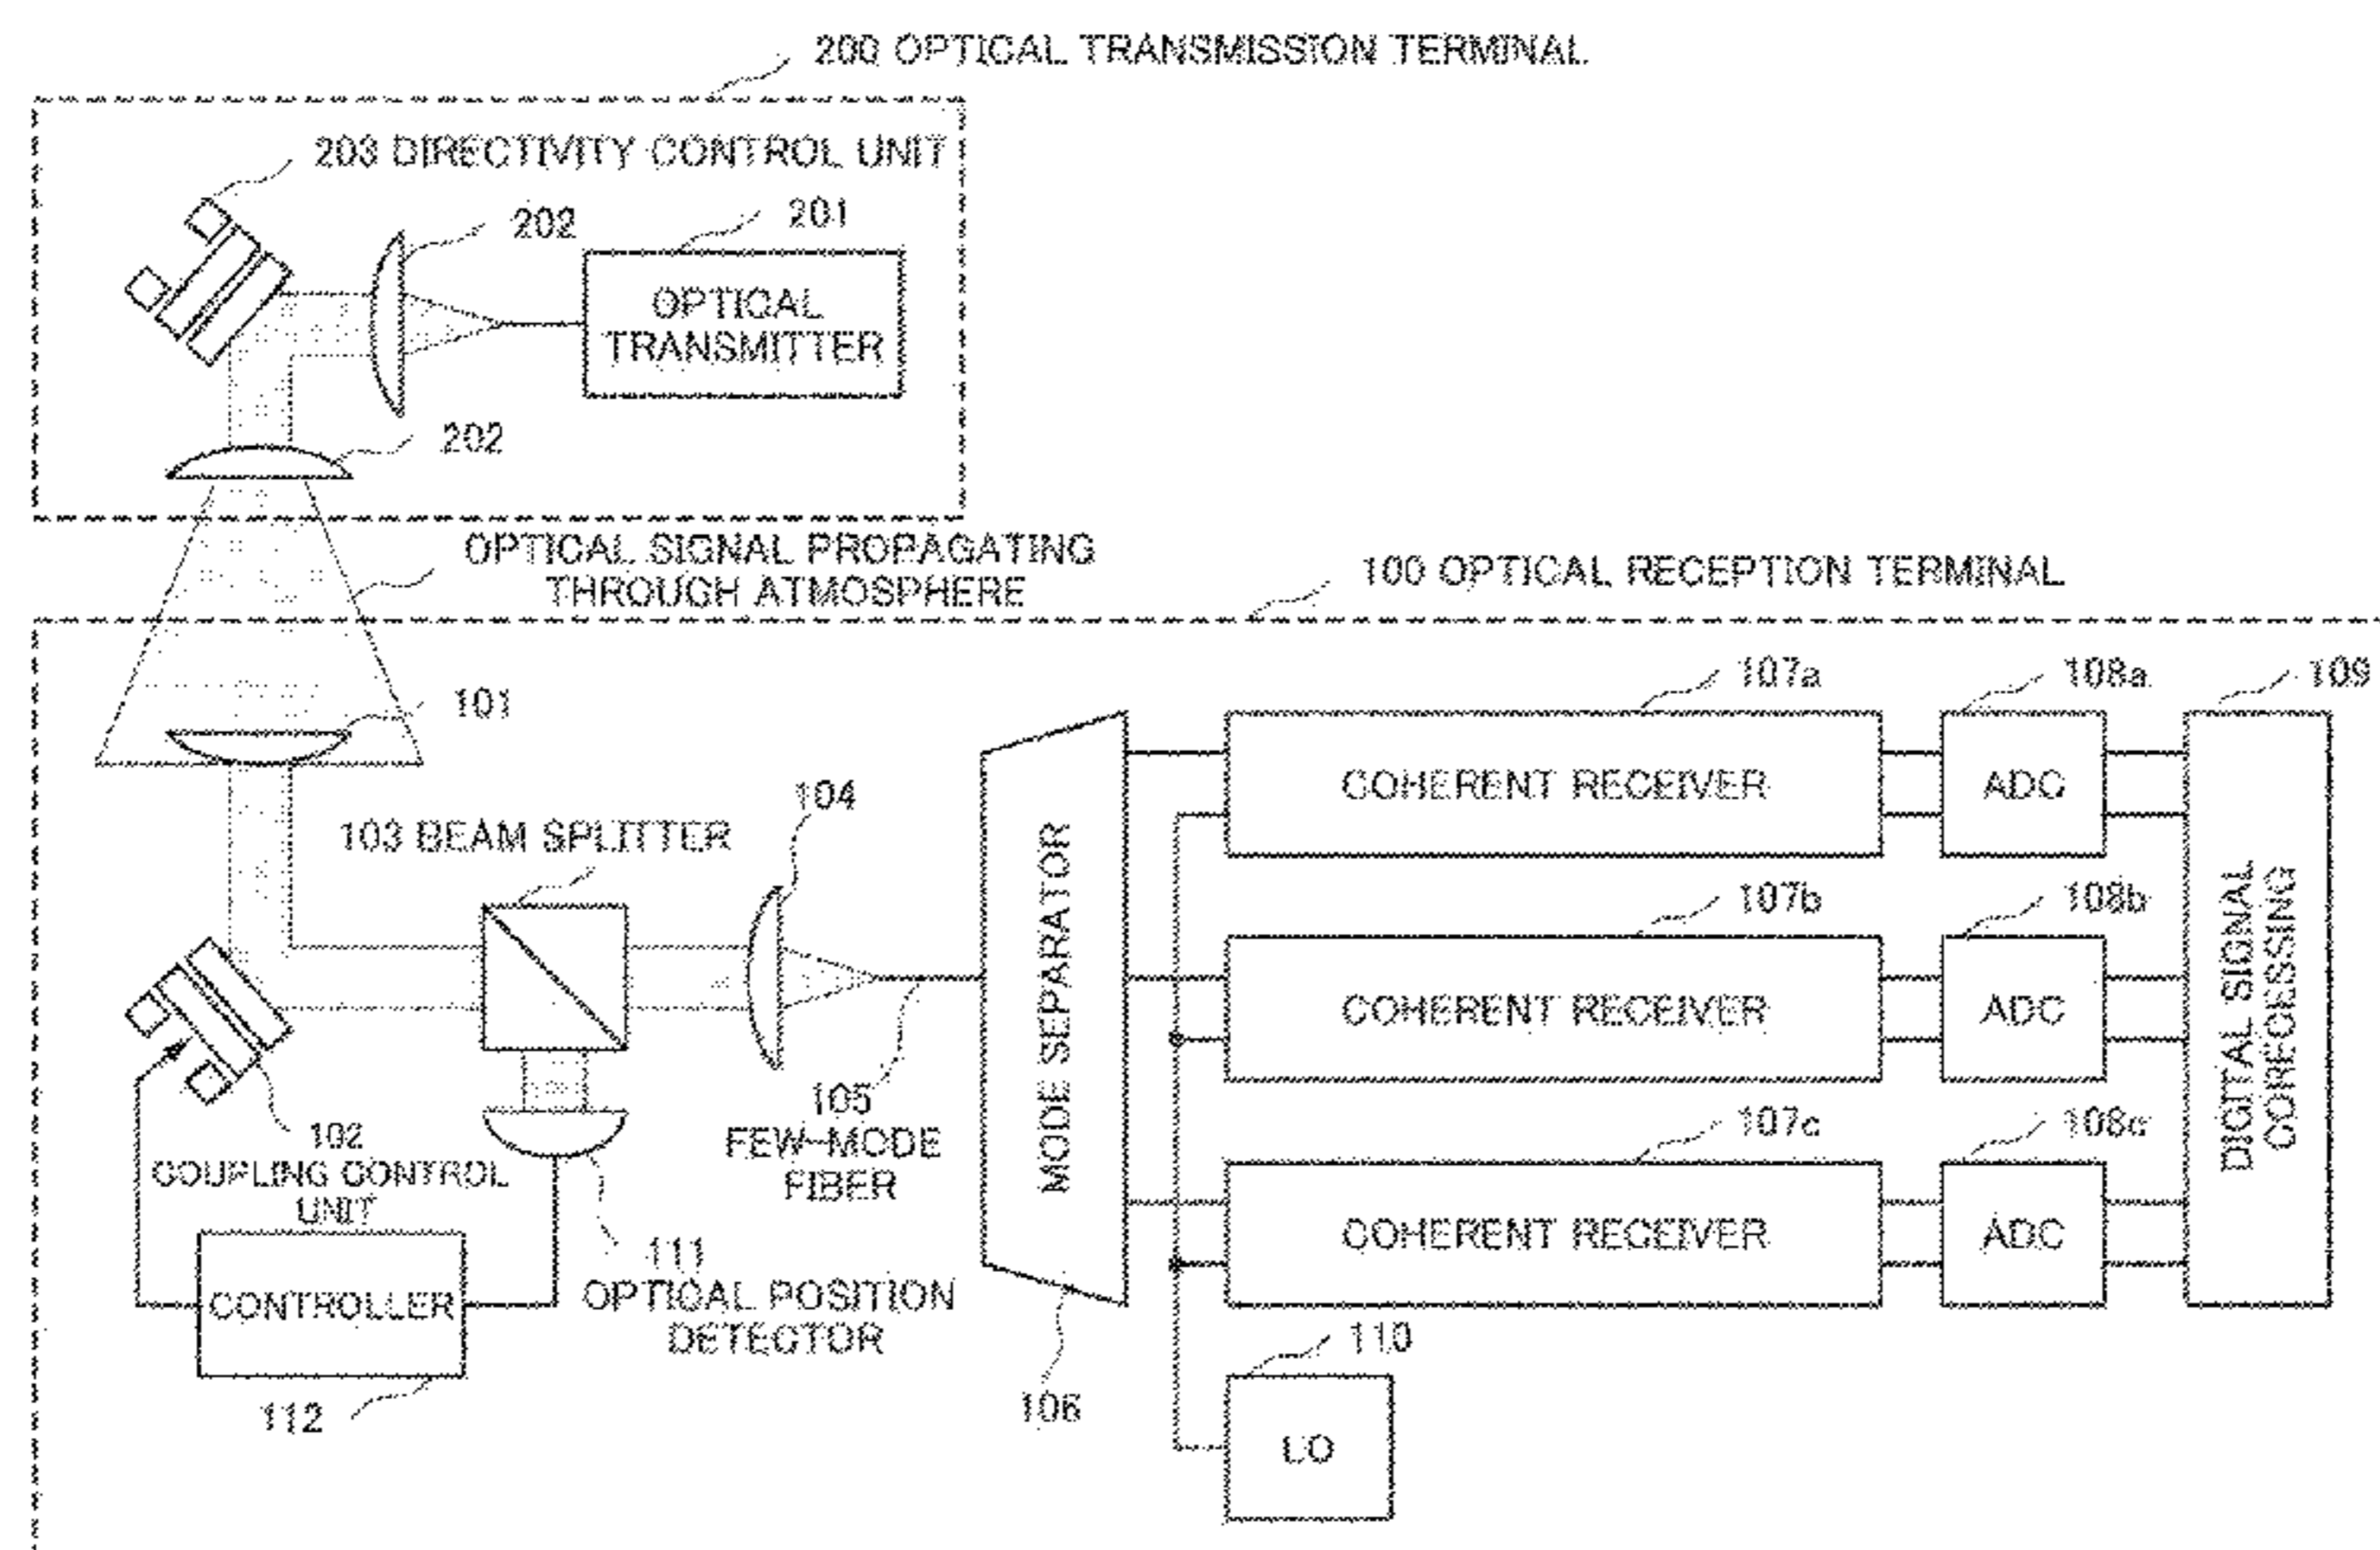 200 OPTICAL TRANSMISSION TERMINAL
203 DIRECTIVITY CONTROL UNIT
202
201
OPTICAL
TRANSMITTER
202
OPTICAL SIGNAL PROPAGATING
THROUGH ATMOSPHERE
100 OPTICAL RECEPTION TERMINAL
101
107a
108a
109
104
103 BEAM SPLITTER
COHERENT RECEIVER
ADC
MODE SEPARATOR
107b
108b
DIGITAL SIGNAL
CORECESSING
COHERENT RECEIVER
ADC
105
FEW-MODE
FIBER
102
COUPLING CONTROL
UNIT
107c
108c
COHERENT RECEIVER
ADC
111
OPTICAL POSITION
DETECTOR
CONTROLLER
112
106
110
LO